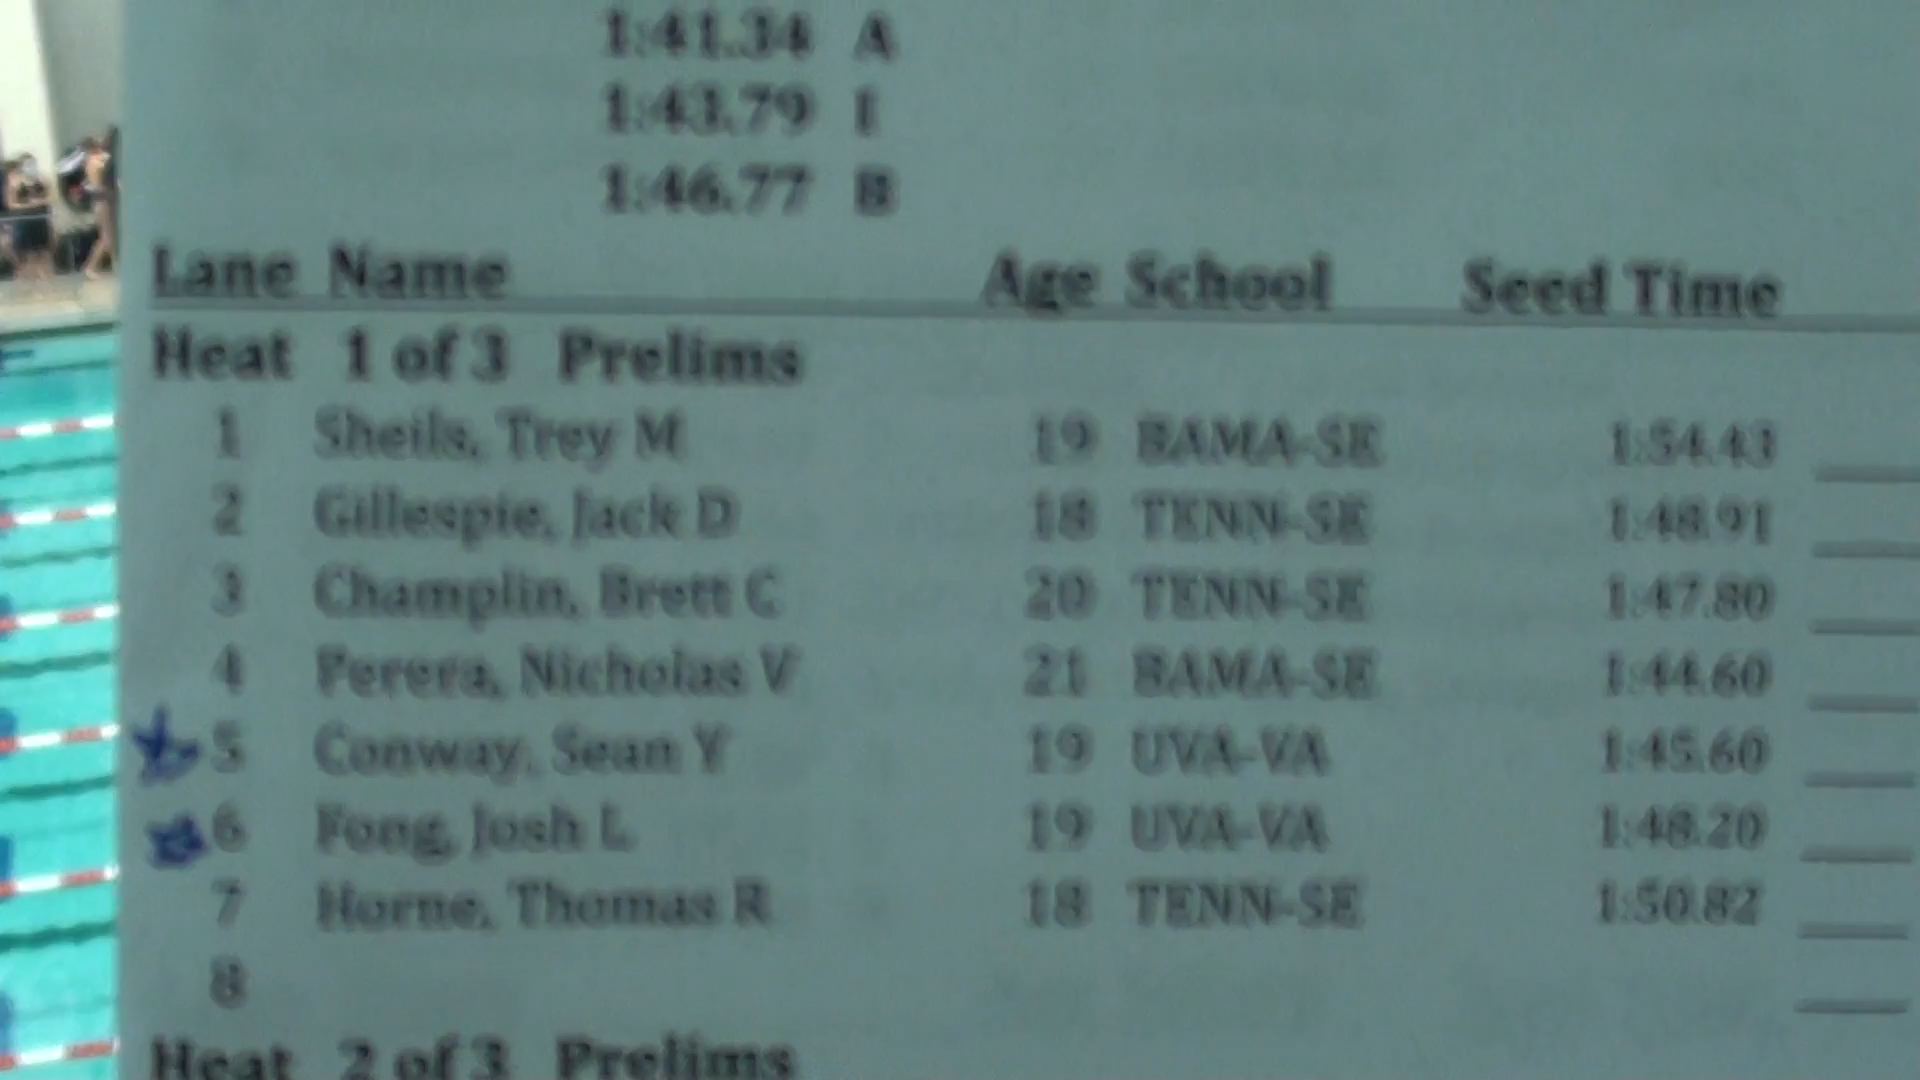 1:41.34 A
1:43.79 I
1:46.77 B
Lane Name Age School Seed Time
Heat 1 of 3 Prelims
1 Sheils, Trey M 19 BAMA-SE 1:54.43
2 Gillespie, Jack D 18 TENN-SE 1:48.91
3 Champlin, Brett C 20 TENN-SE 1:47.80
4 Perera, Nicholas V 21 BAMA-SE 1:44.60
5 Conway, Sean Y 19 UVA-VA 1:45.60
6 Fong, Josh L 19 UVA-VA 1:48.20
7 Horne, Thomas R 18 TENN-SE 1:50.82
8
Heat 2 of 3 Prelims